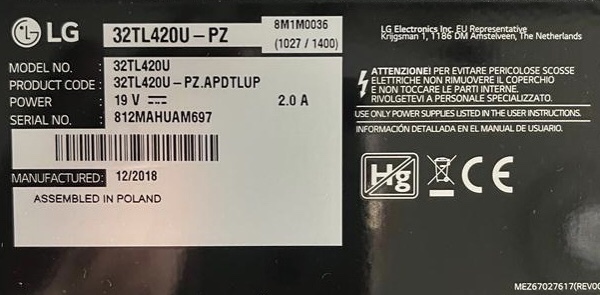 LG
32TL420U-PZ
8M1M0036
(1027 / 1400)
MODEL NO. : 32TL420U
PRODUCT CODE : 32TL420U-PZ.APDTLUP
POWER : 19 V 2.0 A
SERIAL NO. : 812MAHUAM697
MANUFACTURED: 12/2018
ASSEMBLED IN POLAND
LG Electronics Inc. EU Representative
Krijgsman 1, 1186 DM Amstelveen, The Netherlands
ATTENZIONE: PER EVITARE PERICOLOSE SCOSSE
ELETTRICHE NON RIMUOVERE IL COPERCHIO
E NON TOCCARE LE PARTI INTERNE.
RIVOLGETEVI A PERSONALE SPECIALIZZATO.
USE ONLY POWER SUPPLIES LISTED IN THE USER INSTRUCTIONS.
INFORMACIÓN DETALLADA EN EL MANUAL DE USUARIO.
Hg CE
MEZ67027617(REV00